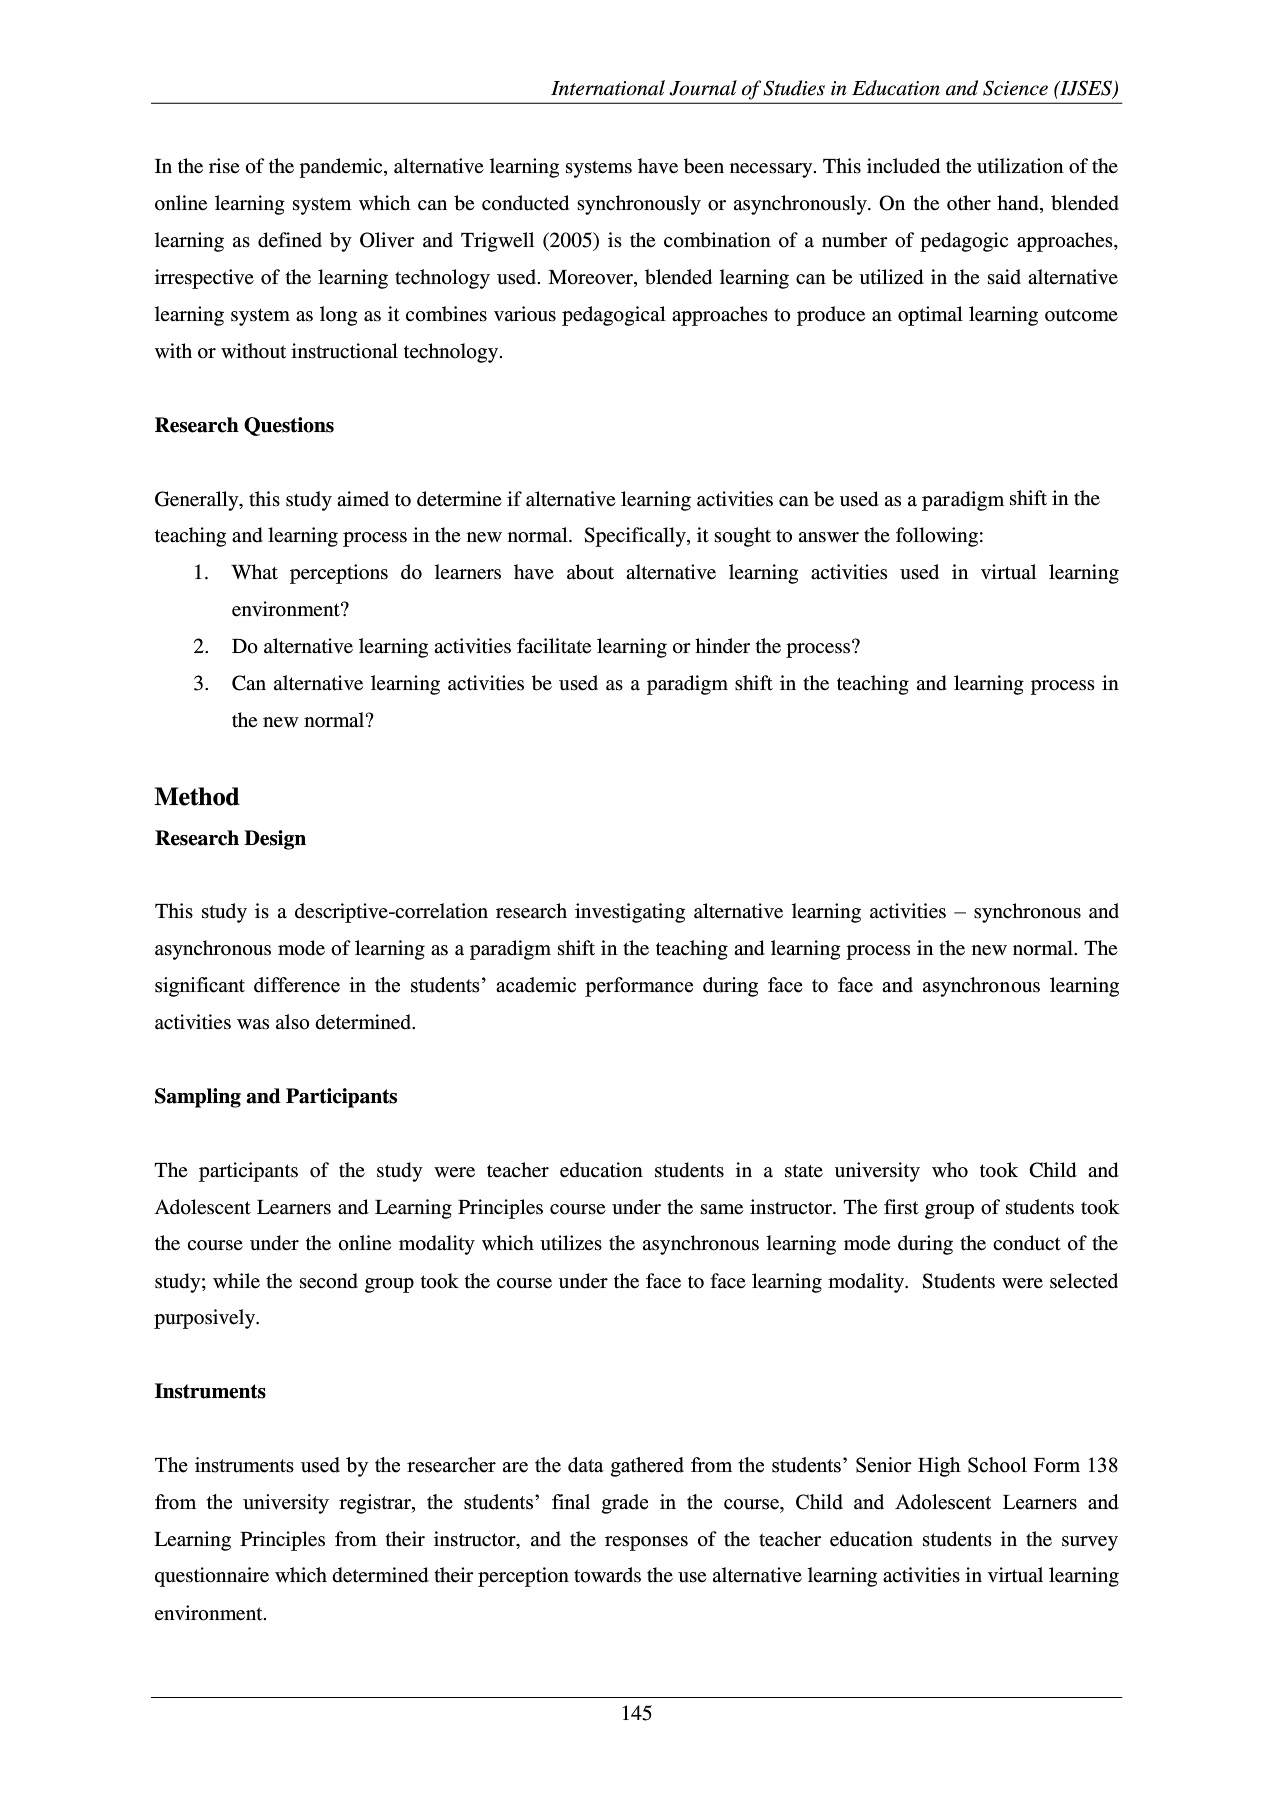 International Journal of Studies in Education and Science (IJSES)
In the rise of the pandemic, alternative learning systems have been necessary. This included the utilization of the
online learning system which can be conducted synchronously or asynchronously. On the other hand, blended
learning as defined by Oliver and Trigwell (2005) is the combination of a number of pedagogic approaches,
irrespective of the learning technology used. Moreover, blended learning can be utilized in the said alternative
learning system as long as it combines various pedagogical approaches to produce an optimal learning outcome
with or without instructional technology.
Research Questions
Generally, this study aimed to determine if alternative learning activities can be used as a paradigm shift in the
teaching and learning process in the new normal.  Specifically, it sought to answer the following:
1. What perceptions do learners have about alternative learning activities used in virtual learning
environment?
2. Do alternative learning activities facilitate learning or hinder the process?
3. Can alternative learning activities be used as a paradigm shift in the teaching and learning process in
the new normal?
Method
Research Design
This study is a descriptive-correlation research investigating alternative learning activities – synchronous and
asynchronous mode of learning as a paradigm shift in the teaching and learning process in the new normal. The
significant difference in the students’ academic performance during face to face and asynchronous learning
activities was also determined.
Sampling and Participants
The participants of the study were teacher education students in a state university who took Child and
Adolescent Learners and Learning Principles course under the same instructor. The first group of students took
the course under the online modality which utilizes the asynchronous learning mode during the conduct of the
study; while the second group took the course under the face to face learning modality.  Students were selected
purposively.
Instruments
The instruments used by the researcher are the data gathered from the students’ Senior High School Form 138
from the university registrar, the students’ final grade in the course, Child and Adolescent Learners and
Learning Principles from their instructor, and the responses of the teacher education students in the survey
questionnaire which determined their perception towards the use alternative learning activities in virtual learning
environment.
145